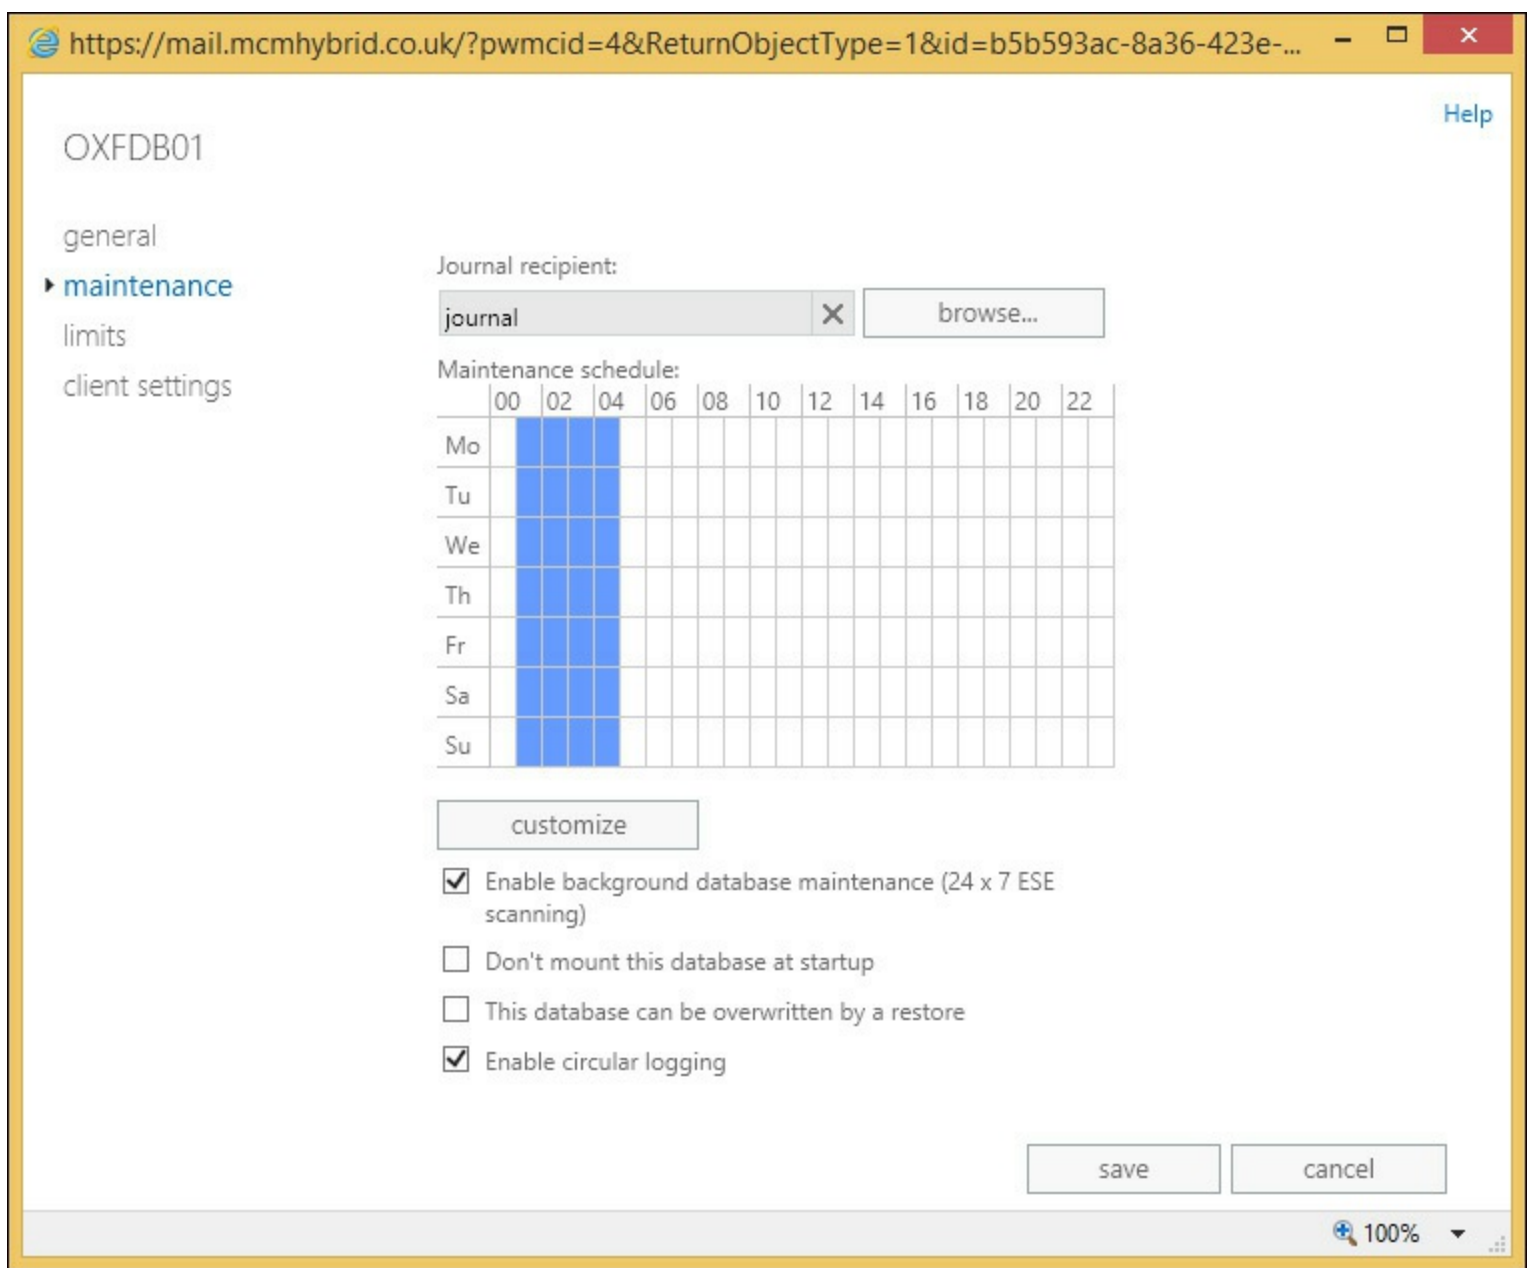 https://mail.mcmhybrid.co.uk/?pwmcid=4&ReturnObjectType=1&id=b5b593ac-8a36-423e-...
Help
OXFDB01
general
maintenance
limits
client settings
Journal recipient:
journal
browse...
Maintenance schedule:
00 02 04 06 08 10 12 14 16 18 20 22
Mo
Tu
We
Th
Fr
Sa
Su
customize
Enable background database maintenance (24 x 7 ESE
scanning)
Don't mount this database at startup
This database can be overwritten by a restore
Enable circular logging
save cancel
100%